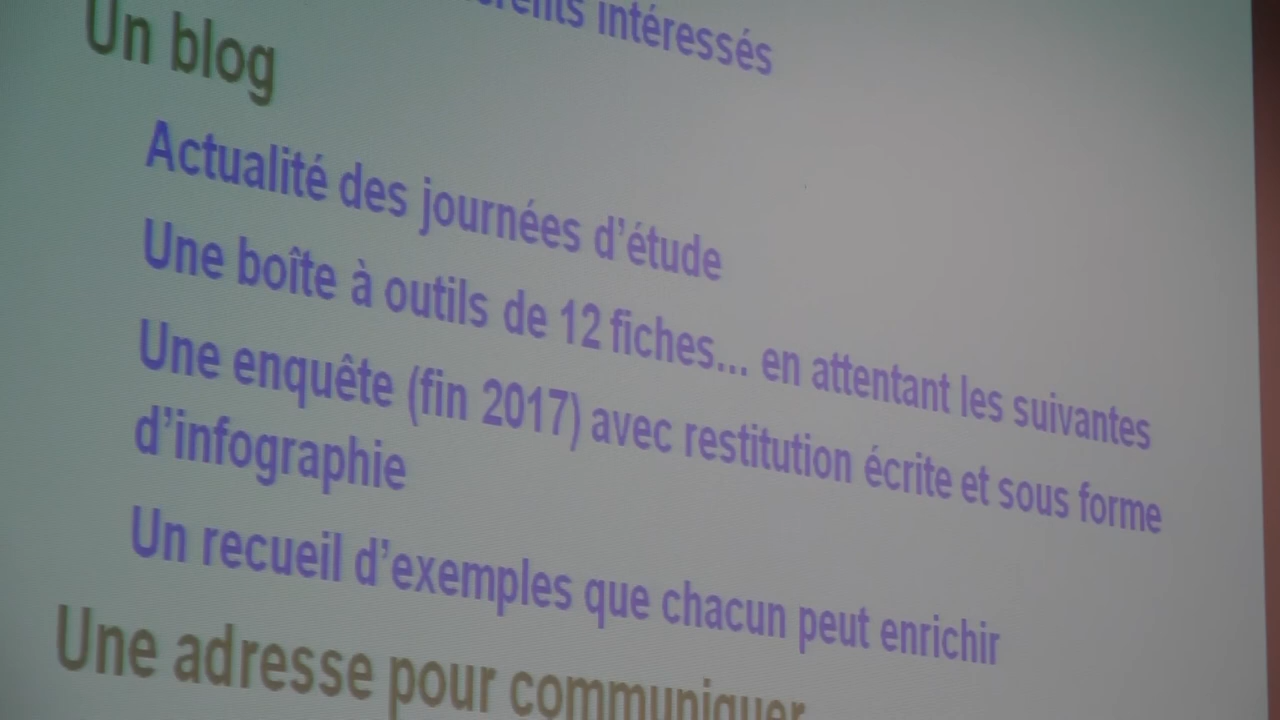 intéressés
Un blog
Actualité des journées d'étude
Une boîte à outils de 12 fiches... en attentant les suivantes
Une enquête (fin 2017) avec restitution écrite et sous forme
d'infographie
Un recueil d'exemples que chacun peut enrichir
Une adresse pour communiquer